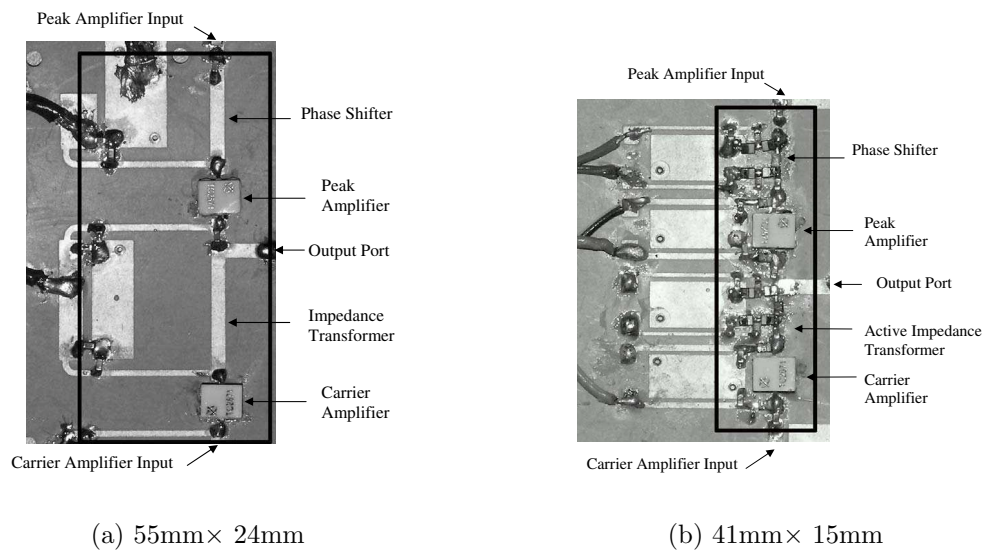 Peak Amplifier Input
Phase Shifter
Peak
Amplifier
Output Port
Impedance
Transformer
Carrier
Amplifier
Carrier Amplifier Input
(a) 55mm× 24mm
Peak Amplifier Input
Phase Shifter
Peak
Amplifier
Output Port
Active Impedance
Transformer
Carrier
Amplifier
Carrier Amplifier Input
(b) 41mm× 15mm